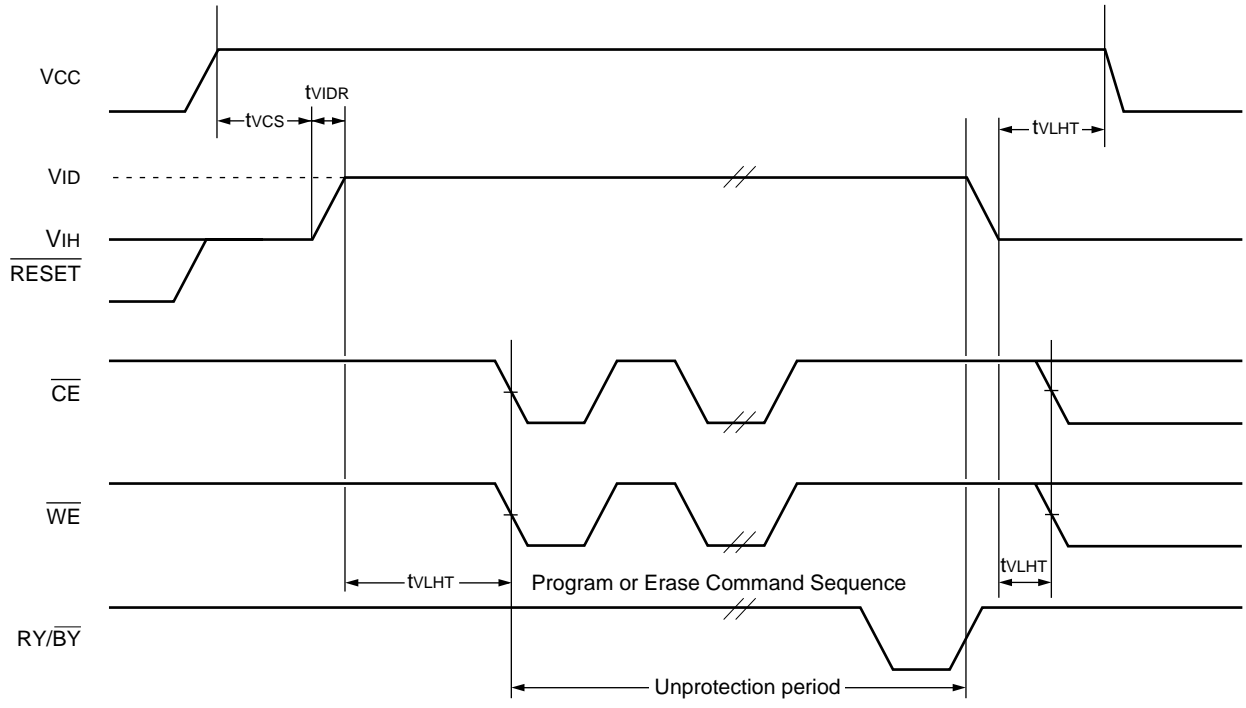 VCC
tVIDR
tVCS
tVLHT
VID
VIH
RESET
CE
WE
tVLHT
Program or Erase Command Sequence
tVLHT
RY/BY
Unprotection period